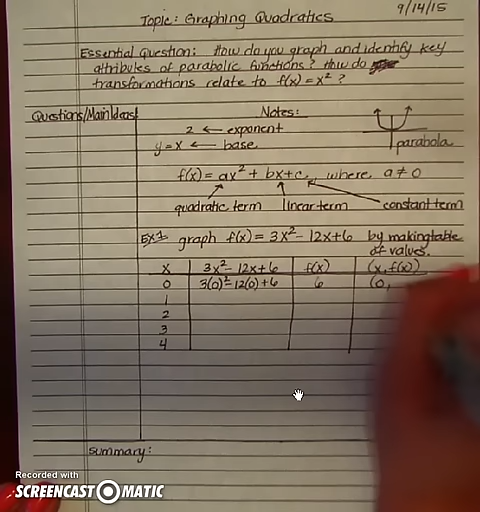 9/14/15
Topic: Graphing Quadratics
Essential Question: How do you graph and identify key
attributes of parabolic functions? How do
transformations relate to f(x)=x²?
Questions/Main Ideas
Notes:
2 ← exponent
y=x ← base
parabola
f(x)=ax²+bx+c, where a≠0
quadratic term linear term constant term
Ex 1 graph f(x)=3x²-12x+6 by making table
of values.
x 3x²-12x+6 f(x) (x, f(x))
0 3(0)²-12(0)+6 6 (0,
1
2
3
4
Summary:
Recorded with
SCREENCAST-O-MATIC